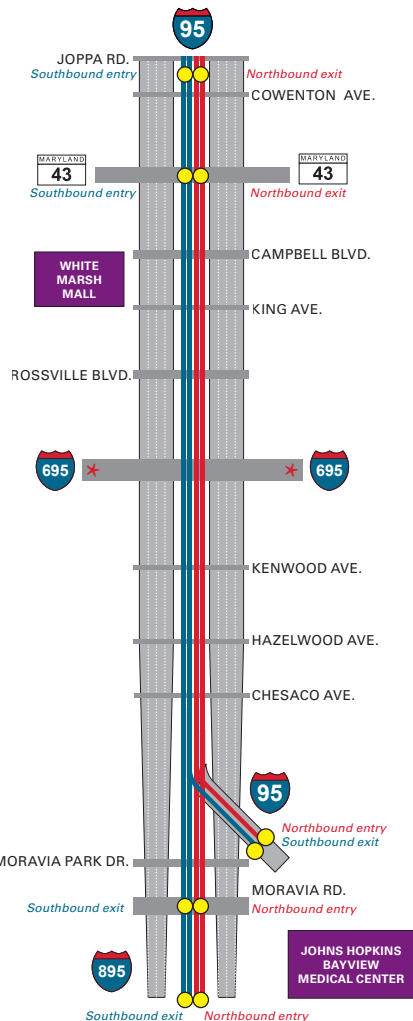 95
JOPPA RD.
Southbound entry
Northbound exit
COWENTON AVE.
MARYLAND
43
Southbound entry
MARYLAND
43
Northbound exit
CAMPBELL BLVD.
WHITE
MARSH
MALL
KING AVE.
ROSSVILLE BLVD.
695
695
KENWOOD AVE.
HAZELWOOD AVE.
CHESACO AVE.
95
Northbound entry
Southbound exit
MORAVIA PARK DR.
MORAVIA RD.
Southbound exit
Northbound entry
JOHNS HOPKINS
BAYVIEW
MEDICAL CENTER
895
Southbound exit
Northbound entry